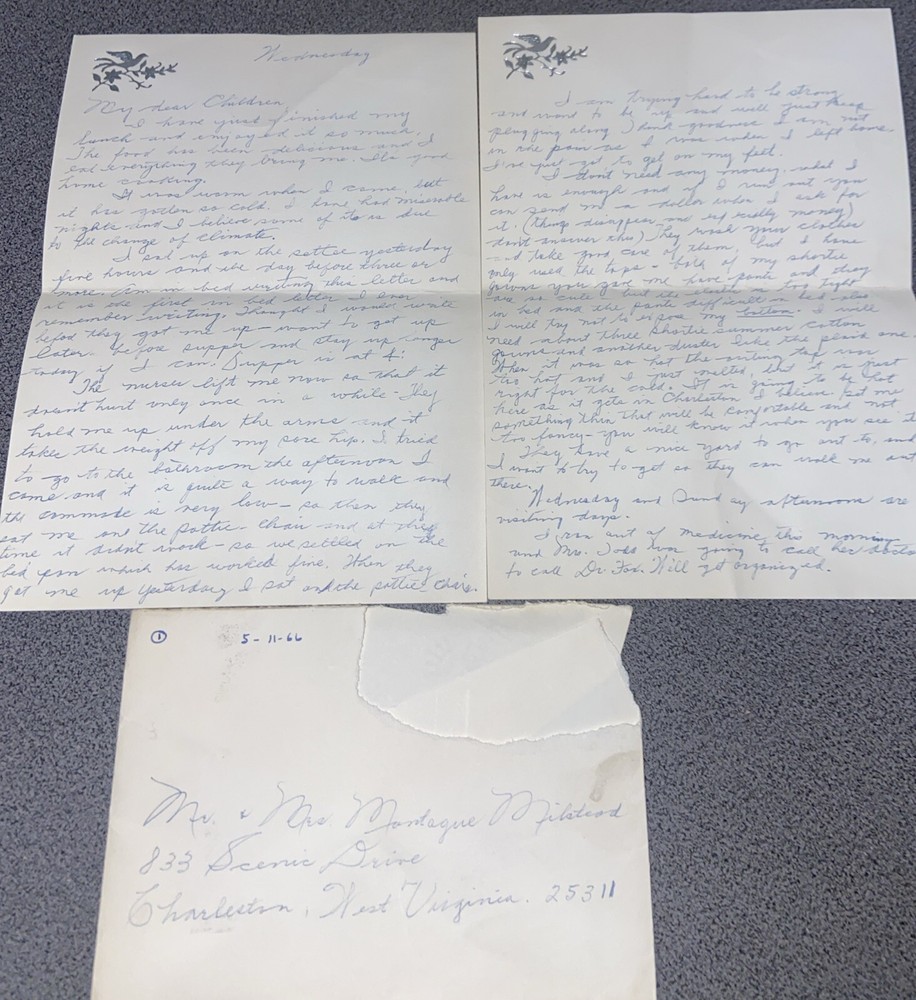 Wednesday
My dear Children,
I have just finished my
lunch and enjoyed it so much.
The food has been delicious and I
eat everything they bring me. It's good
home cooking.
It was warm when I came, but
it has gotten so cold. I have had miserable
nights and I believe some of it is due
to the change of climate.
I sat up on the settee yesterday
five hours and the day before three or
more. Am in bed writing this letter and
it is the first in bed letter I ever
remember writing. Thought I would write
before they got me up - want to get up
later - before supper and stay up longer
today if I can. Supper is at 4:
The nurses lift me now so that it
doesn't hurt only once in a while - They
hold me up under the arms and it
takes the weight off my sore hip. I tried
to go to the bathroom the afternoon I
came and it is quite a way to walk and
the commode is very low - so then they
sat me on the pottie - chair - and at that
time it didn't work - so we settled on the
bed pan which has worked fine. When they
get me up yesterday I sat on the pottie - chair.
I am trying hard to be strong
and want to be up and will just keep
plugging along. Thank goodness I am not
in the pain as I was when I left home.
I've just got to get on my feet.
I don't need any money, what I
have is enough and if I run out you
can send me a dollar when I ask for
it. (things disappear and especially money)
don't answer this) They wash your clothes
and take good care of them, but I have
only used the tops - both of my shortie
gowns you gave me have pants and they
are so cute but the elastic is too tight
in bed and the pants difficult in bed also
I will try not to expose my bottom. I will
need about three shortie summer cotton
gowns and another duster like the plaid one.
When it was so hot the writing top was
too hot and I just melted, but it is just
right for the cold. It is going to be hot
here as it gets in Charleston I believe. Get me
something thin that will be comfortable and not
too fancy - you will know it when you see it
They have a nice yard to go out to, and
I want to try to get so they can walk me out
there.
Wednesday and Sunday afternoons are
visiting days.
I ran out of medicine this morning
and Mrs. Todd was going to call her doctor
to call Dr. Fox. Will get organized.
① 5-11-66
Mr. & Mrs. Montague Milstead
833 Scenic Drive
Charleston, West Virginia. 25311